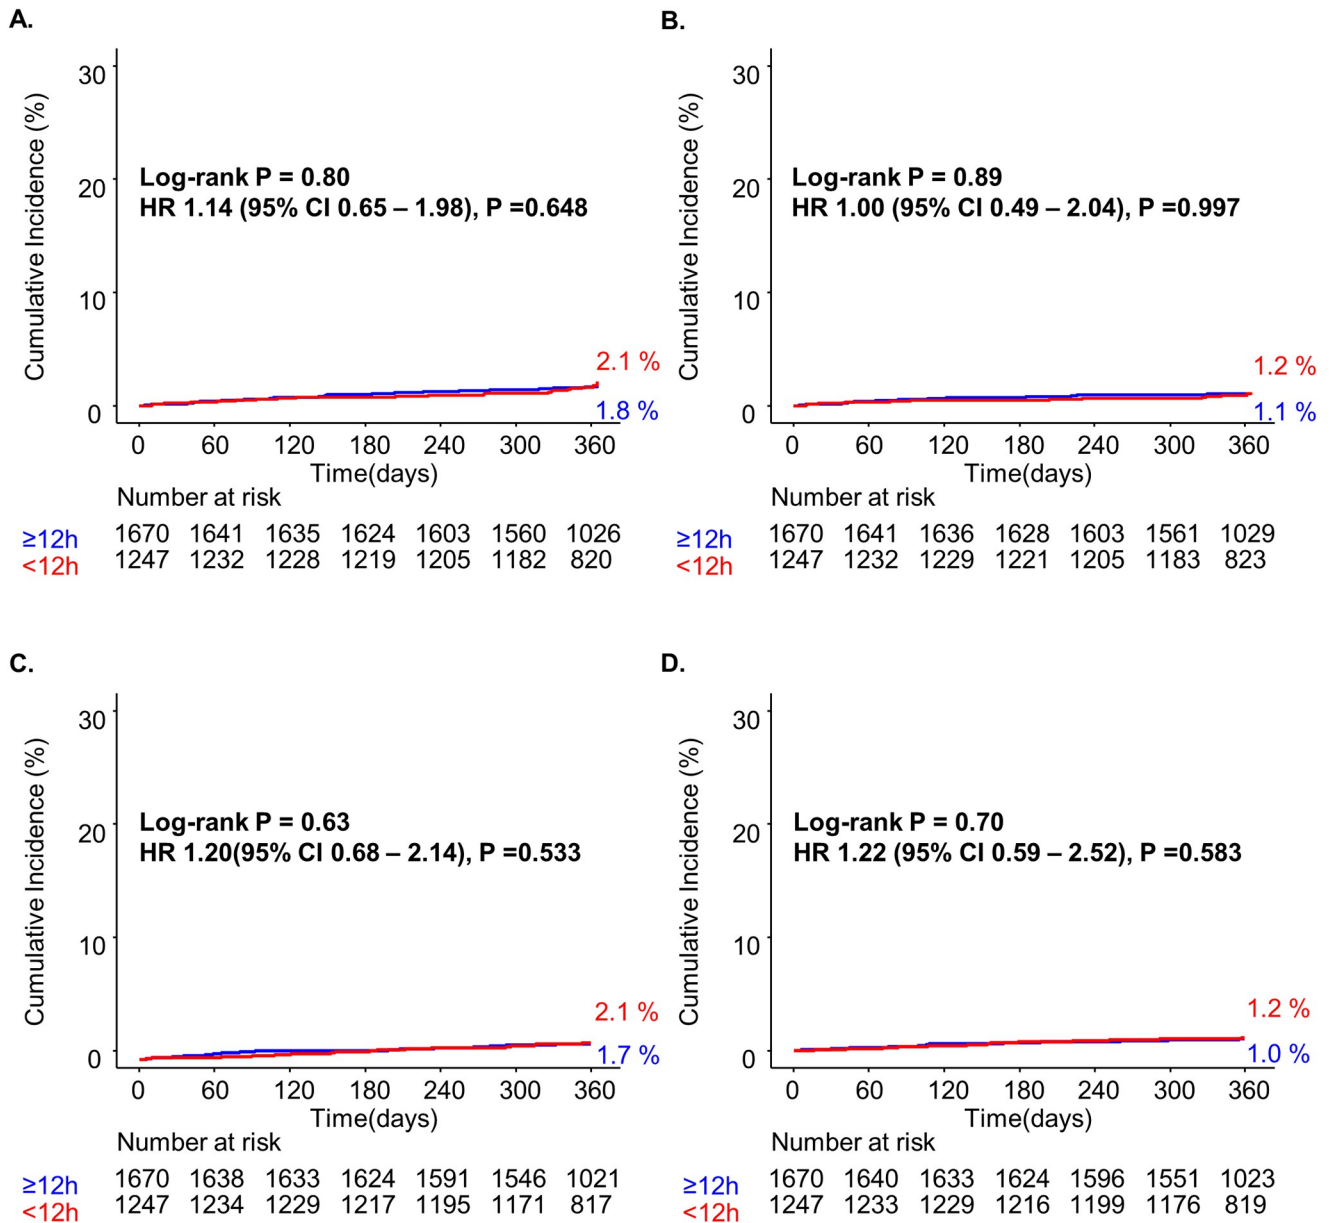 A.
Cumulative Incidence (%)
30
20
10
0
Log-rank P = 0.80
HR 1.14 (95% CI 0.65 – 1.98), P =0.648
2.1 %
1.8 %
0 60 120 180 240 300 360
Time(days)
Number at risk
≥12h 1670 1641 1635 1624 1603 1560 1026
<12h 1247 1232 1228 1219 1205 1182 820
B.
Cumulative Incidence (%)
30
20
10
0
Log-rank P = 0.89
HR 1.00 (95% CI 0.49 – 2.04), P =0.997
1.2 %
1.1 %
0 60 120 180 240 300 360
Time(days)
Number at risk
≥12h 1670 1641 1636 1628 1603 1561 1029
<12h 1247 1232 1229 1221 1205 1183 823
C.
Cumulative Incidence (%)
30
20
10
0
Log-rank P = 0.63
HR 1.20(95% CI 0.68 – 2.14), P =0.533
2.1 %
1.7 %
0 60 120 180 240 300 360
Time(days)
Number at risk
≥12h 1670 1638 1633 1624 1591 1546 1021
<12h 1247 1234 1229 1217 1195 1171 817
D.
Cumulative Incidence (%)
30
20
10
0
Log-rank P = 0.70
HR 1.22 (95% CI 0.59 – 2.52), P =0.583
1.2 %
1.0 %
0 60 120 180 240 300 360
Time(days)
Number at risk
≥12h 1670 1640 1633 1624 1596 1551 1023
<12h 1247 1233 1229 1216 1199 1176 819